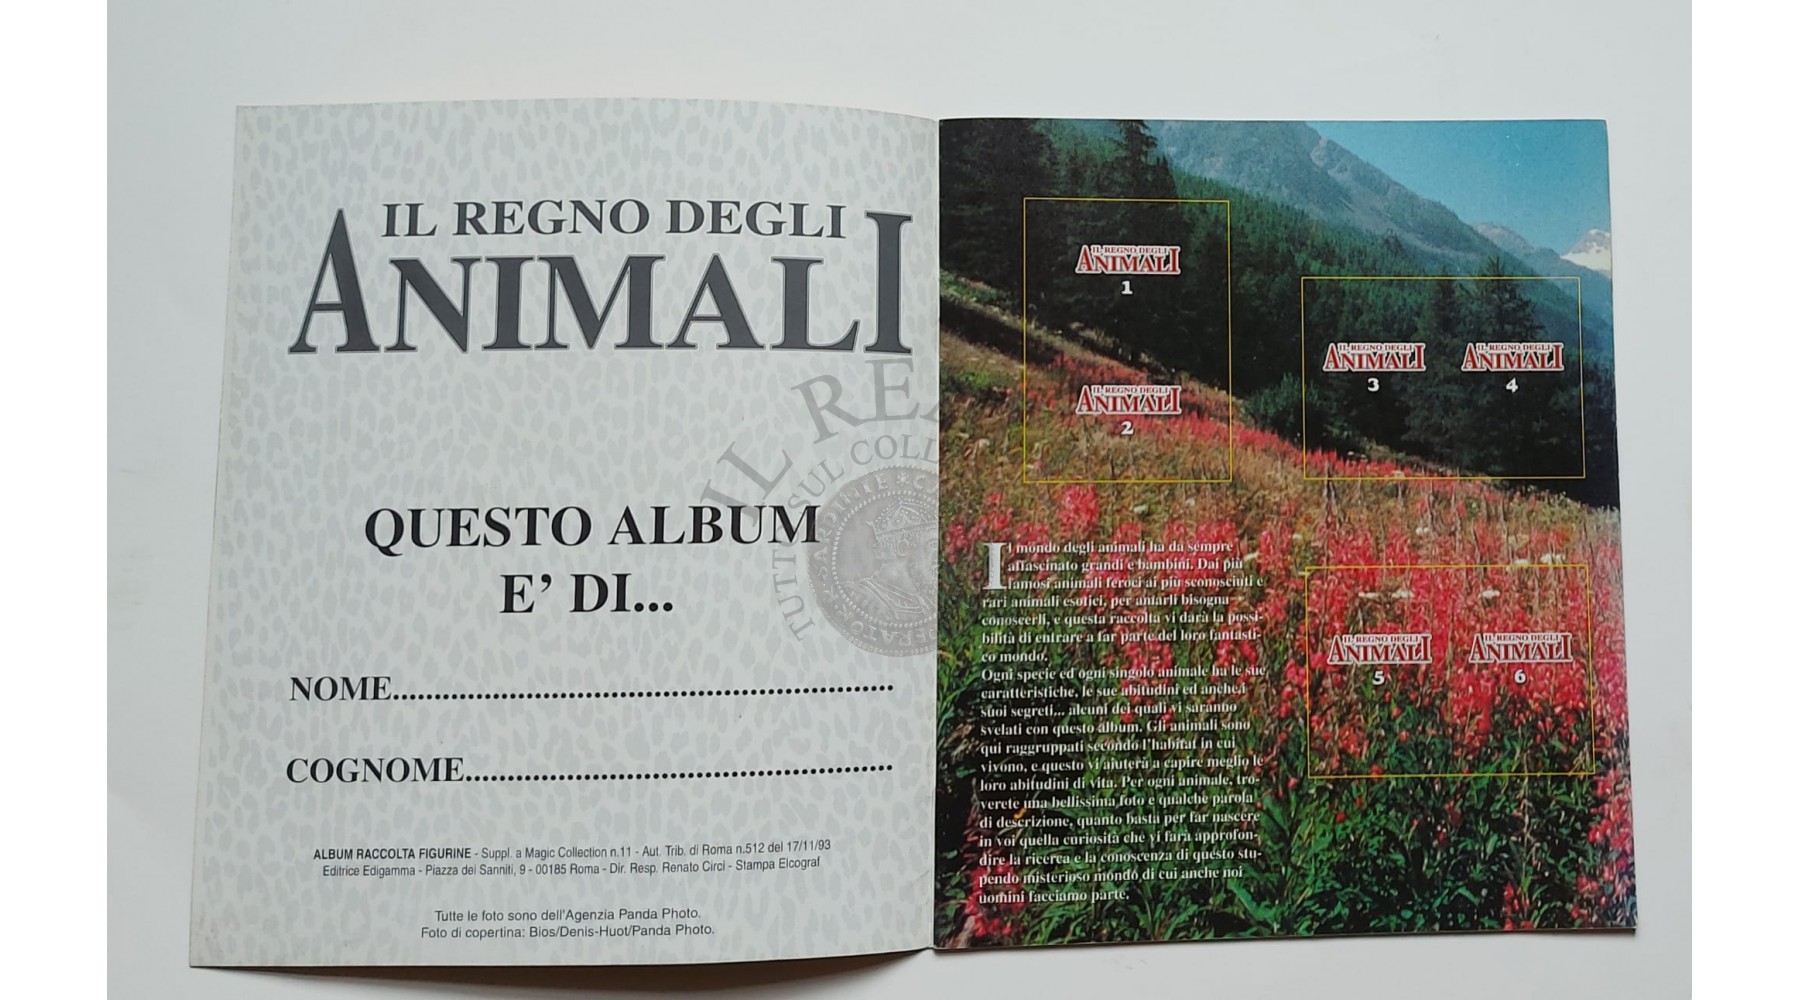 IL REGNO DEGLI
ANIMALI
QUESTO ALBUM
E' DI...
NOME............................................................
COGNOME...................................................
ALBUM RACCOLTA FIGURINE - Suppl. a Magic Collection n.11 - Aut. Trib. di Roma n.512 del 17/11/93
Editrice Edigamma - Piazza dei Sanniti, 9 - 00185 Roma - Dir. Resp. Renato Circi - Stampa Elcograf
Tutte le foto sono dell'Agenzia Panda Photo.
Foto di copertina: Bios/Denis-Huot/Panda Photo.
IL REGNO DEGLI
ANIMALI
1
IL REGNO DEGLI
ANIMALI
2
IL REGNO DEGLI
ANIMALI
3
IL REGNO DEGLI
ANIMALI
4
IL REGNO DEGLI
ANIMALI
5
IL REGNO DEGLI
ANIMALI
6
Il mondo degli animali ha da sempre
affascinato grandi e bambini. Dai più
famosi animali feroci ai più sconosciuti e
rari animali esotici, per amarli bisogna
conoscerli, e questa raccolta vi darà la possi-
bilità di entrare a far parte del loro fantasti-
co mondo.
Ogni specie ed ogni singolo animale ha le sue
caratteristiche, le sue abitudini ed anche i
suoi segreti... alcuni dei quali vi saranno
svelati con questo album. Gli animali sono
qui raggruppati secondo l'habitat in cui
vivono, e questo vi aiuterà a capire meglio le
loro abitudini di vita. Per ogni animale, tro-
verete una bellissima foto e qualche parola
di descrizione, quanto basta per far nascere
in voi quella curiosità che vi farà approfon-
dire la ricerca e la conoscenza di questo stu-
pendo misterioso mondo di cui anche noi
uomini facciamo parte.
IL RE
TUTTO SUL COLL